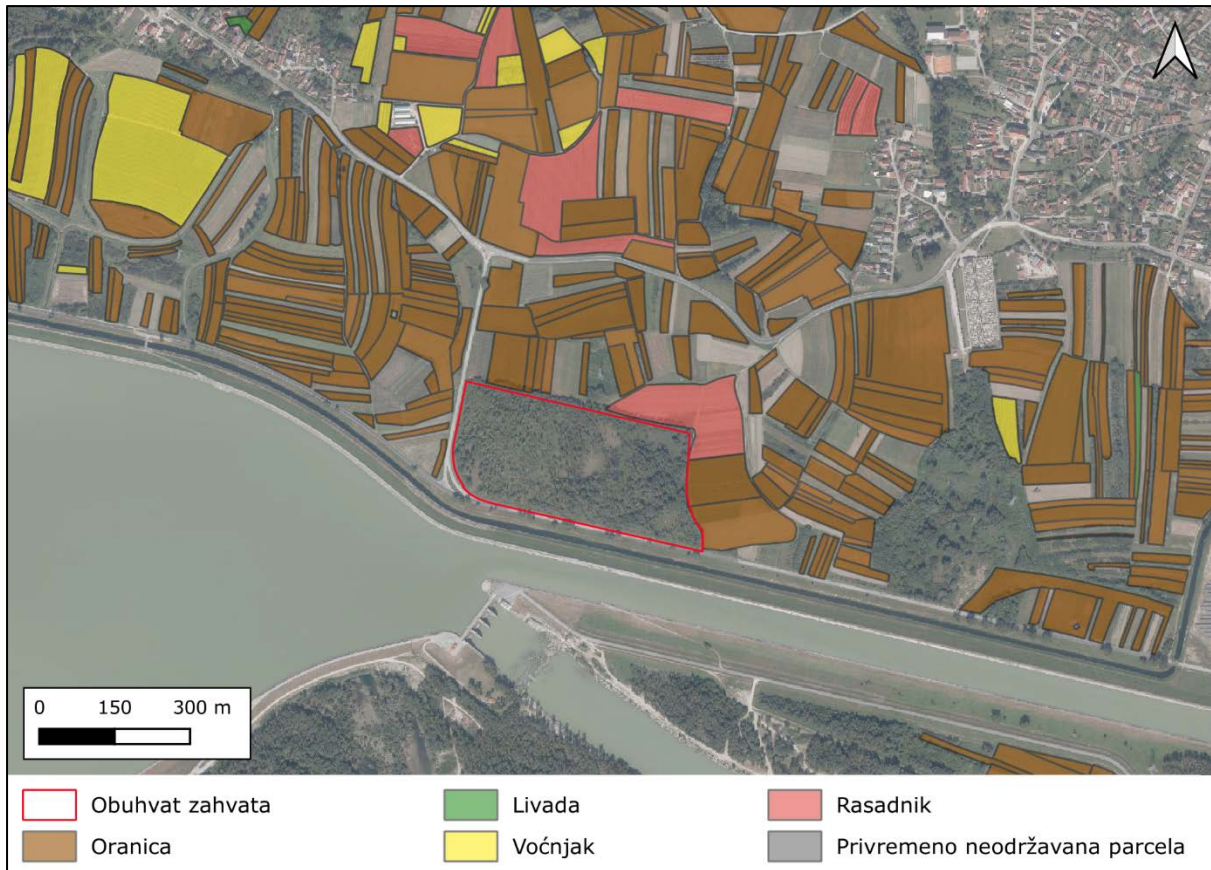 0 150 300 m
Obuhvat zahvata
Livada
Rasadnik
Oranica
Voćnjak
Privremeno neodržavana parcela